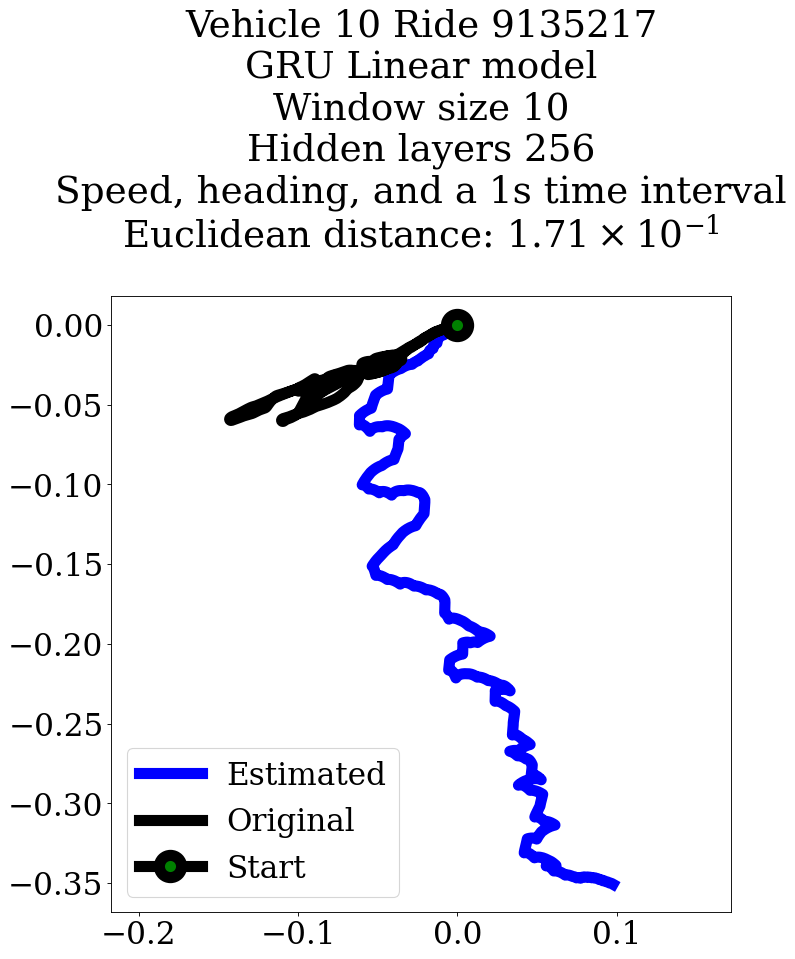 Vehicle 10 Ride 9135217
GRU Linear model
Window size 10
Hidden layers 256
Speed, heading, and a 1s time interval
Euclidean distance: 1.71 × 10⁻¹
0.00
−0.05
−0.10
−0.15
−0.20
−0.25
−0.30
−0.35
Estimated
Original
Start
−0.2 −0.1 0.0 0.1